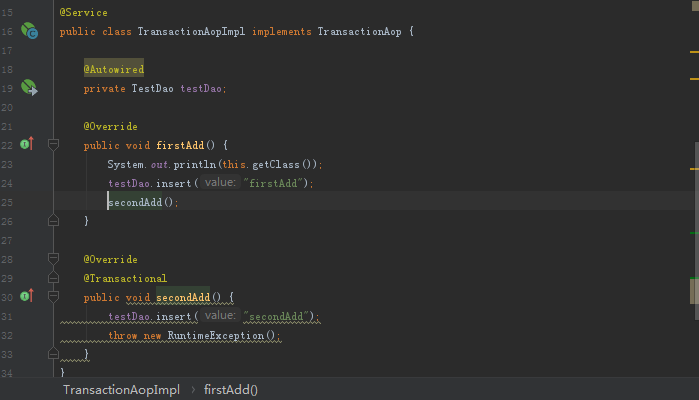 15 @Service
16 public class TransactionAopImpl implements TransactionAop {
17
18 @Autowired
19 private TestDao testDao;
20
21 @Override
22 public void firstAdd() {
23 System.out.println(this.getClass());
24 testDao.insert( value: "firstAdd");
25 secondAdd();
26 }
27
28 @Override
29 @Transactional
30 public void secondAdd() {
31 testDao.insert( value: "secondAdd");
32 throw new RuntimeException();
33 }
34 }
TransactionAopImpl › firstAdd()